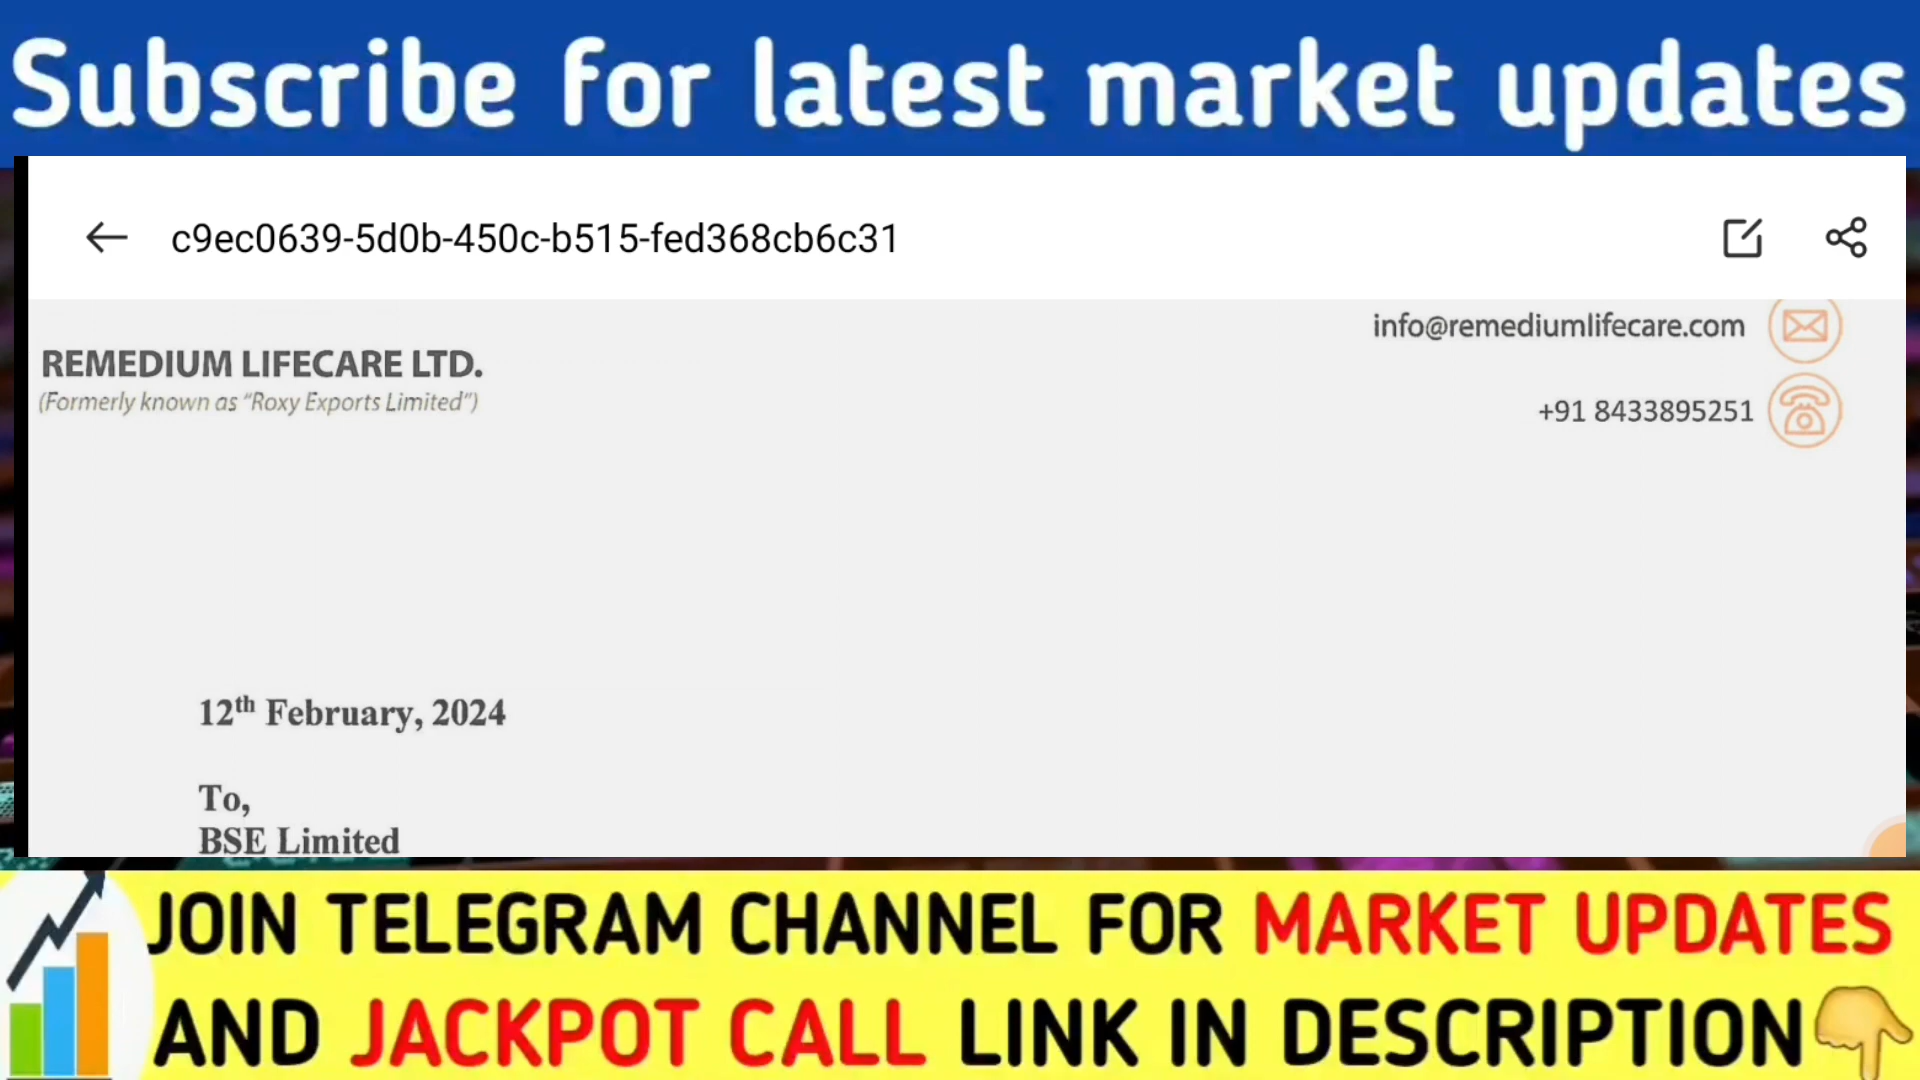 Subscribe for latest market updates
c9ec0639-5d0b-450c-b515-fed368cb6c31
info@remediumlifecare.com
REMEDIUM LIFECARE LTD.
(Formerly known as “Roxy Exports Limited”)
+91 8433895251
12th February, 2024
To,
BSE Limited
JOIN TELEGRAM CHANNEL FOR MARKET UPDATES
AND JACKPOT CALL LINK IN DESCRIPTION